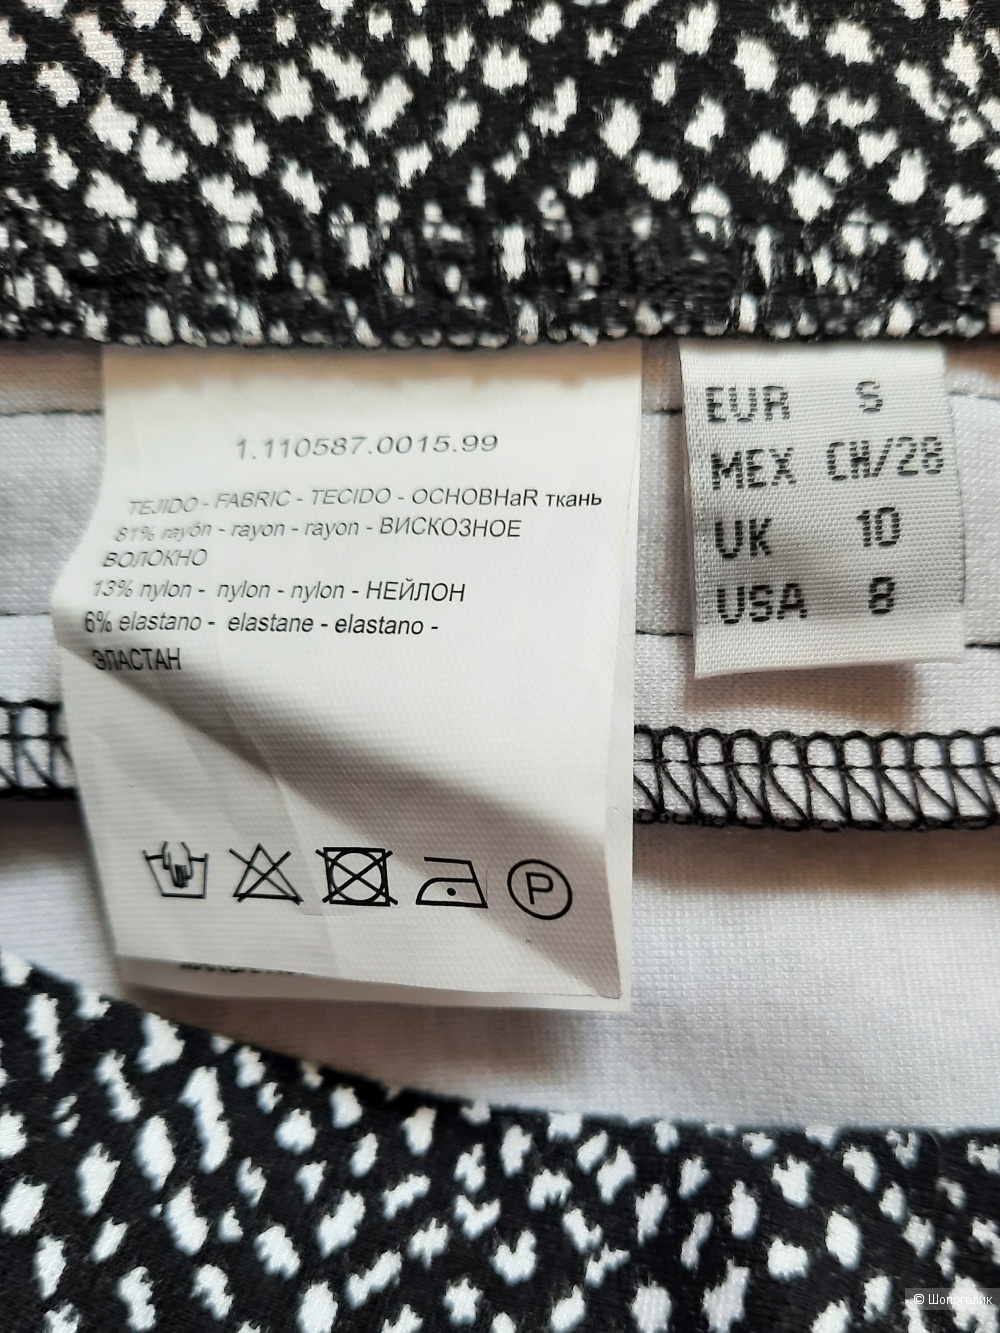 1.110587.0015.99
TEJIDO - FABRIC - TECIDO - ОСНОВНаR ткань
81% rayón - rayon - rayon - ВИСКОЗНОЕ
ВОЛОКНО
13% nylon - nylon - nylon - НЕЙЛОН
6% elastano - elastane - elastano -
ЭЛАСТАН
P
EUR S
MEX CH/28
UK 10
USA 8
© Шопоголик